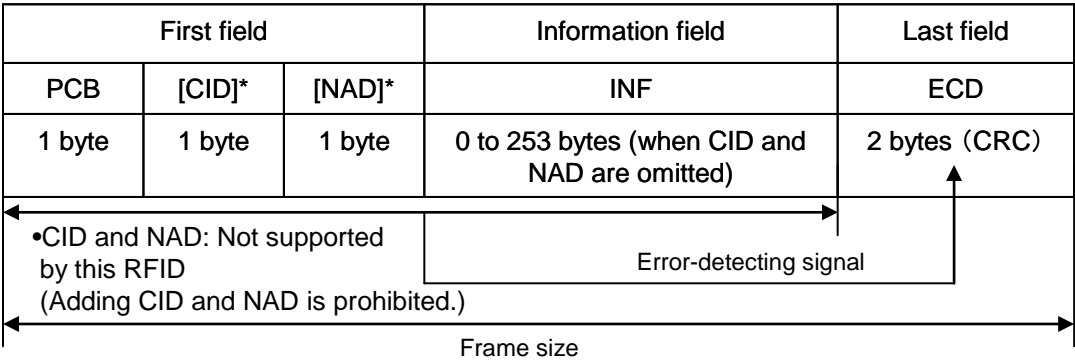 First field Information field Last field
PCB [CID]* [NAD]* INF ECD
1 byte 1 byte 1 byte 0 to 253 bytes (when CID and NAD are omitted) 2 bytes（CRC）
•CID and NAD: Not supported
by this RFID
(Adding CID and NAD is prohibited.)
Error-detecting signal
Frame size